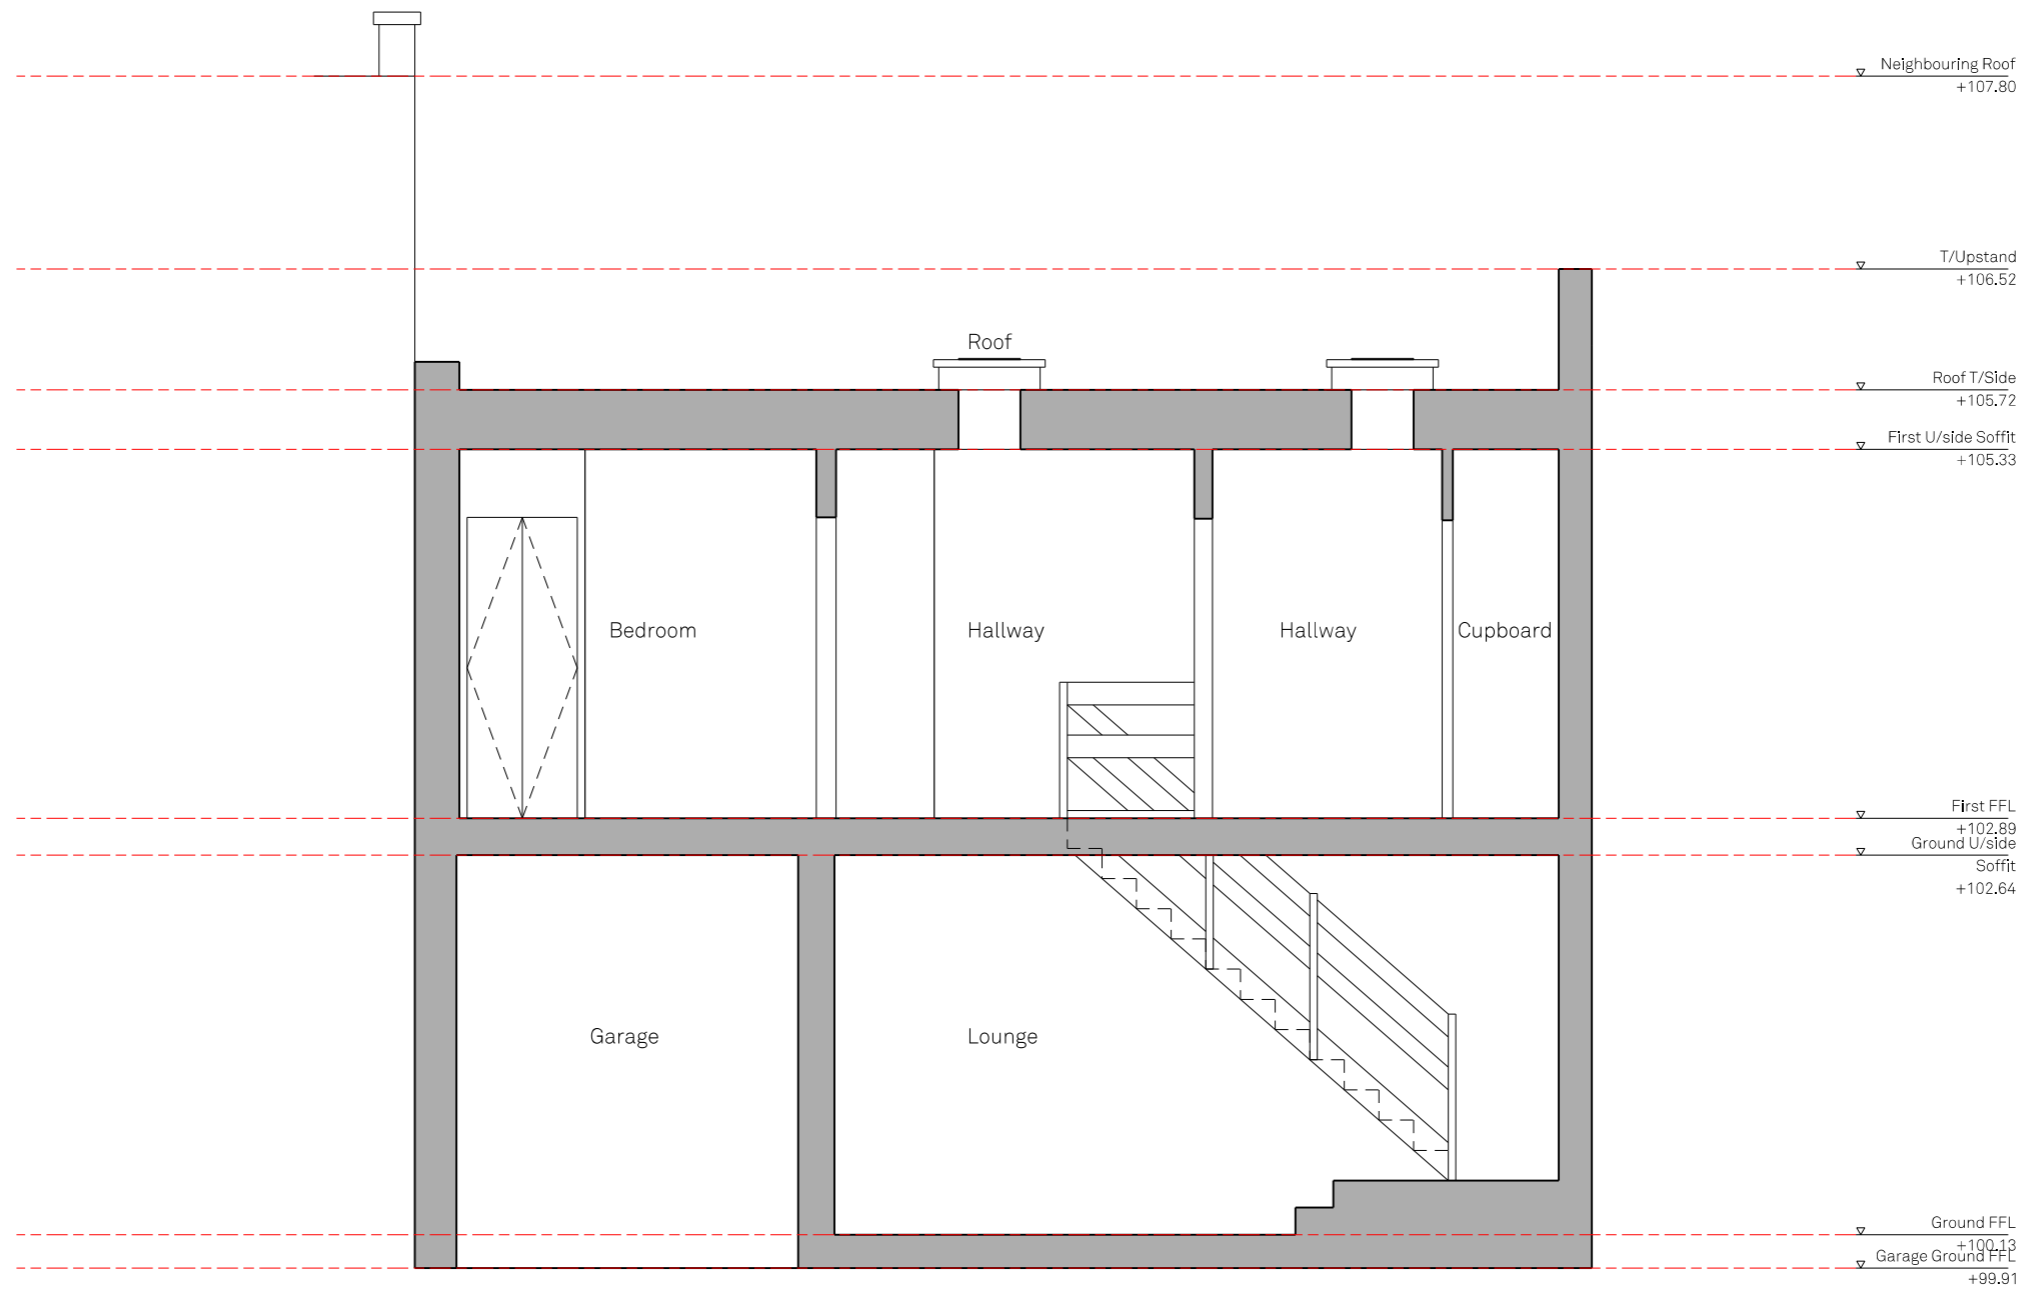 Neighbouring Roof
+107.80
T/Upstand
+106.52
Roof
Roof T/Side
+105.72
First U/side Soffit
+105.33
Bedroom
Hallway
Hallway
Cupboard
First FFL
+102.89
Ground U/side
Soffit
+102.64
Garage
Lounge
Ground FFL
+100.13
Garage Ground FFL
+99.91